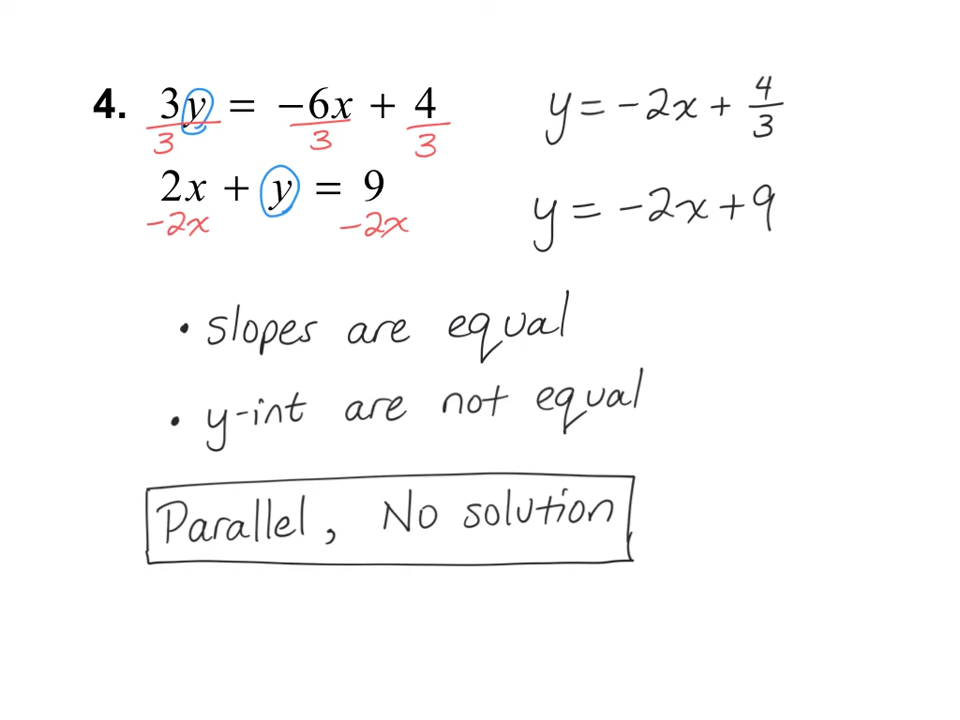 4. 3y = −6x + 4
3 3 3
y = −2x + 4/3
2x + y = 9
−2x −2x
y = −2x + 9
• slopes are equal
• y-int are not equal
Parallel, No solution